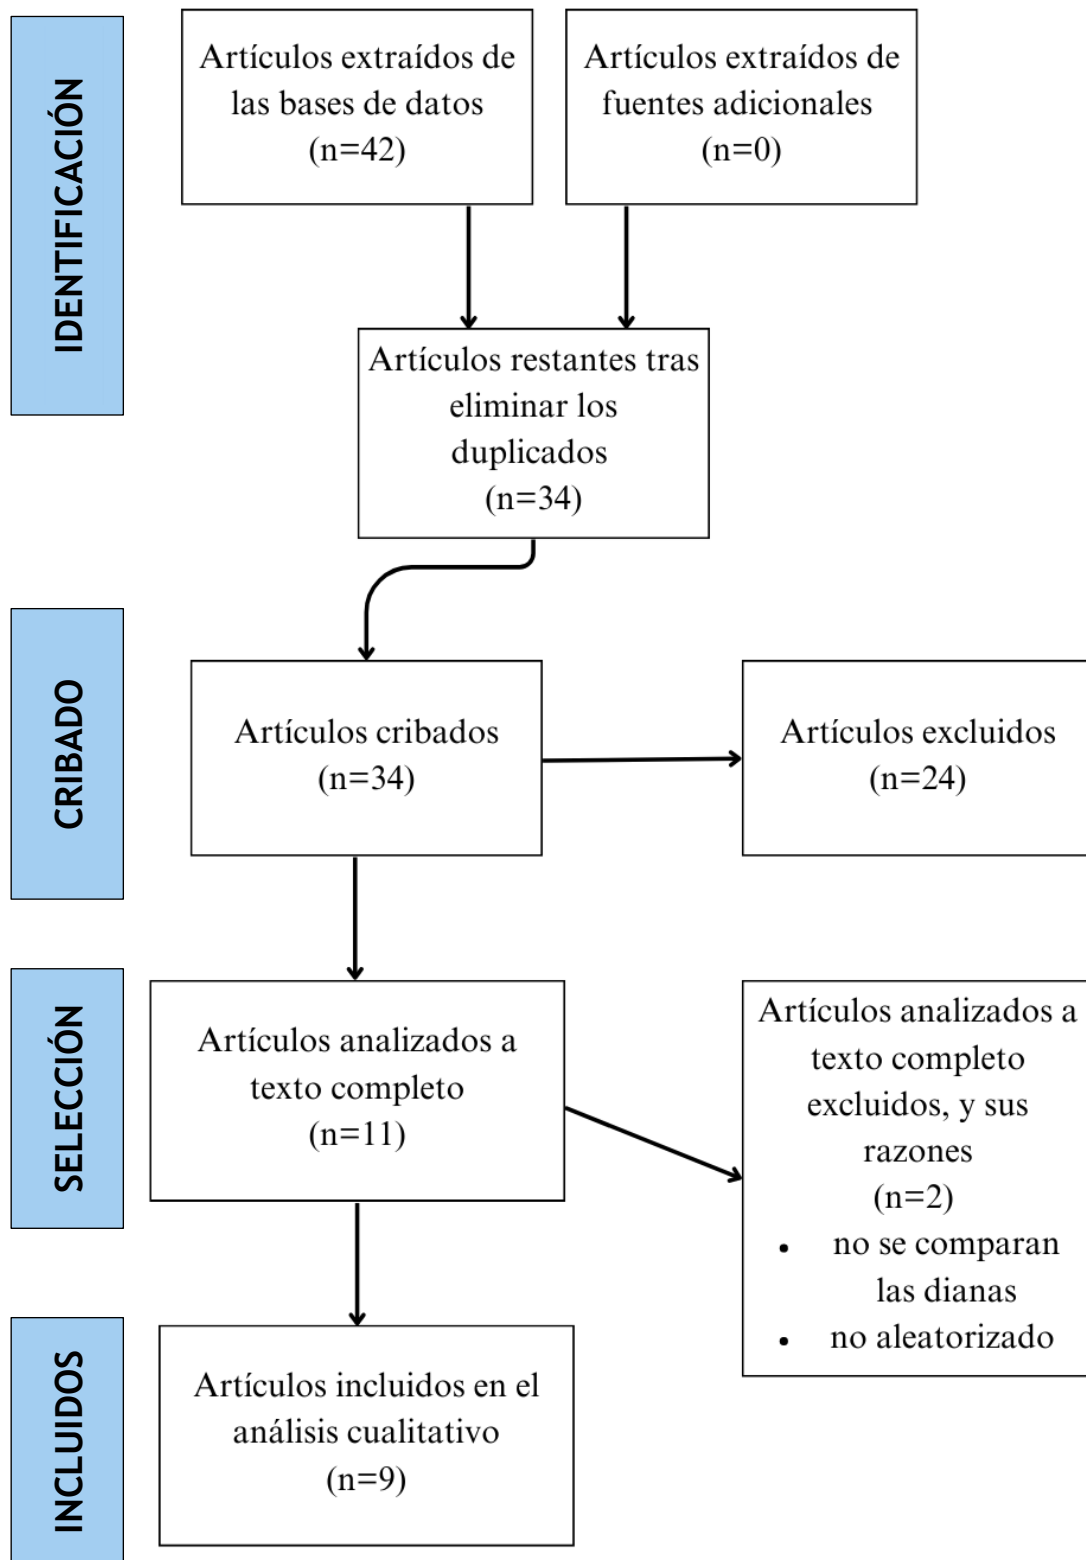 IDENTIFICACIÓN
Artículos extraídos de
las bases de datos
(n=42)
Artículos extraídos de
fuentes adicionales
(n=0)
Artículos restantes tras
eliminar los
duplicados
(n=34)
CRIBADO
Artículos cribados
(n=34)
Artículos excluidos
(n=24)
SELECCIÓN
Artículos analizados a
texto completo
(n=11)
Artículos analizados a
texto completo
excluidos, y sus
razones
(n=2)
• no se comparan
las dianas
• no aleatorizado
INCLUIDOS
Artículos incluidos en el
análisis cualitativo
(n=9)